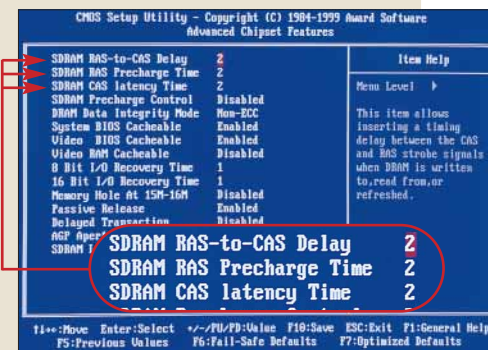 CMOS Setup Utility - Copyright (C) 1984-1999 Award Software
Advanced Chipset Features
SDRAM RAS-to-CAS Delay 2
SDRAM RAS Precharge Time 2
SDRAM CAS latency Time 2
SDRAM Precharge Control Disabled
DRAM Data Integrity Mode Non-ECC
System BIOS Cacheable Enabled
Video BIOS Cacheable Enabled
Video RAM Cacheable Disabled
8 Bit I/O Recovery Time 1
16 Bit I/O Recovery Time 1
Memory Hole At 15M-16M Disabled
Passive Release Enabled
Delayed Transaction Disabled
AGP
SDRAM
Item Help
Menu Level
This item allows
inserting a timing
delay between the CAS
and RAS strobe signals
when DRAM is written
to,read from,or
refreshed.
SDRAM RAS-to-CAS Delay 2
SDRAM RAS Precharge Time 2
SDRAM CAS latency Time 2
↑↓→←:Move Enter:Select +/-/PU/PD:Value F10:Save ESC:Exit F1:General Help
F5:Previous Values F6:Fail-Safe Defaults F7:Optimized Defaults